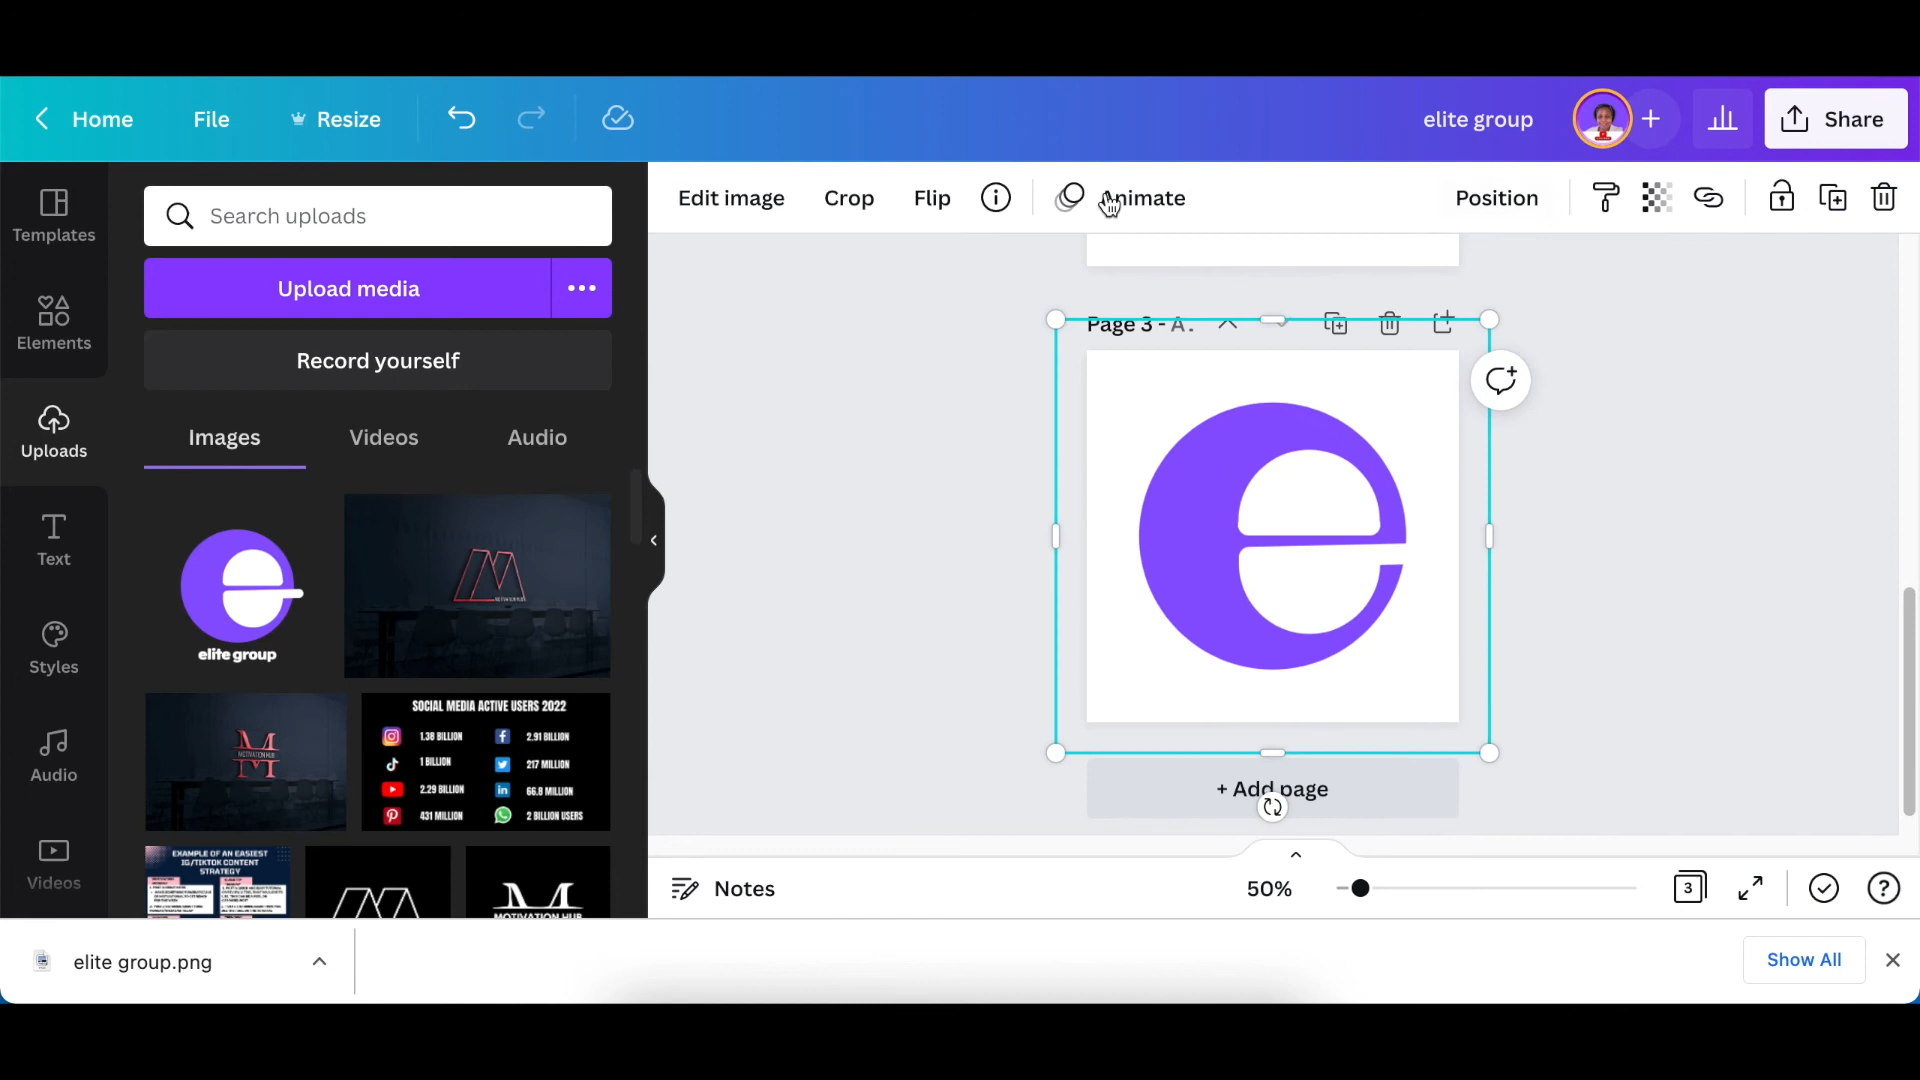 Home File Resize elite group + Share
Templates
Elements
Uploads
Text
Styles
Audio
Videos
Search uploads
Upload media
Record yourself
Images Videos Audio
elite group
MOTIVATION HUB
SOCIAL MEDIA ACTIVE USERS 2022
1.38 BILLION 2.91 BILLION
1 BILLION 217 MILLION
2.29 BILLION 66.8 MILLION
431 MILLION 2 BILLION USERS
EXAMPLE OF AN EASIEST
IG/TIKTOK CONTENT
STRATEGY
MOTIVATION HUB
Edit image Crop Flip Animate Position
Page 3 - A.
e
+ Add page
Notes 50% 3
elite group.png Show All